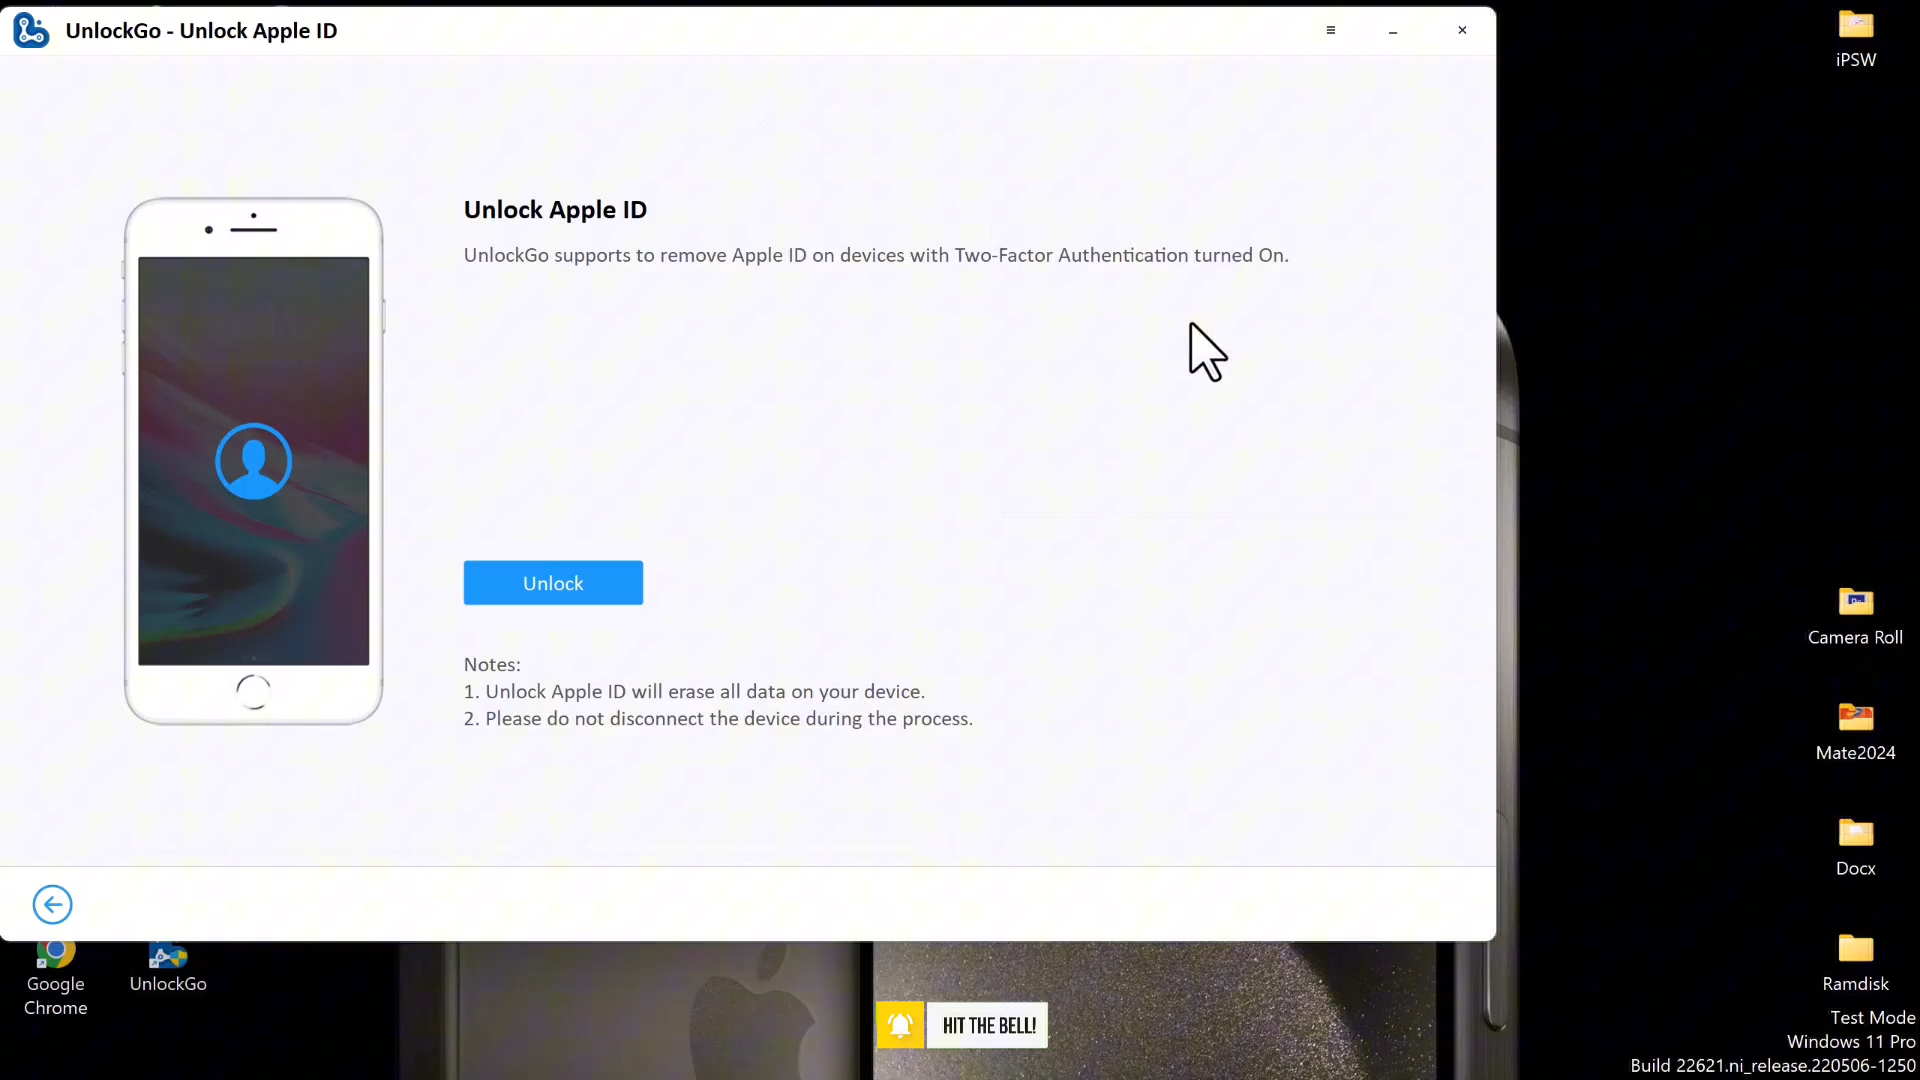 UnlockGo - Unlock Apple ID
iPSW
Unlock Apple ID
UnlockGo supports to remove Apple ID on devices with Two-Factor Authentication turned On.
Unlock
Notes:
1. Unlock Apple ID will erase all data on your device.
2. Please do not disconnect the device during the process.
Camera Roll
Mate2024
Docx
Google
Chrome
UnlockGo
Ramdisk
HIT THE BELL!
Test Mode
Windows 11 Pro
Build 22621.ni_release.220506-1250